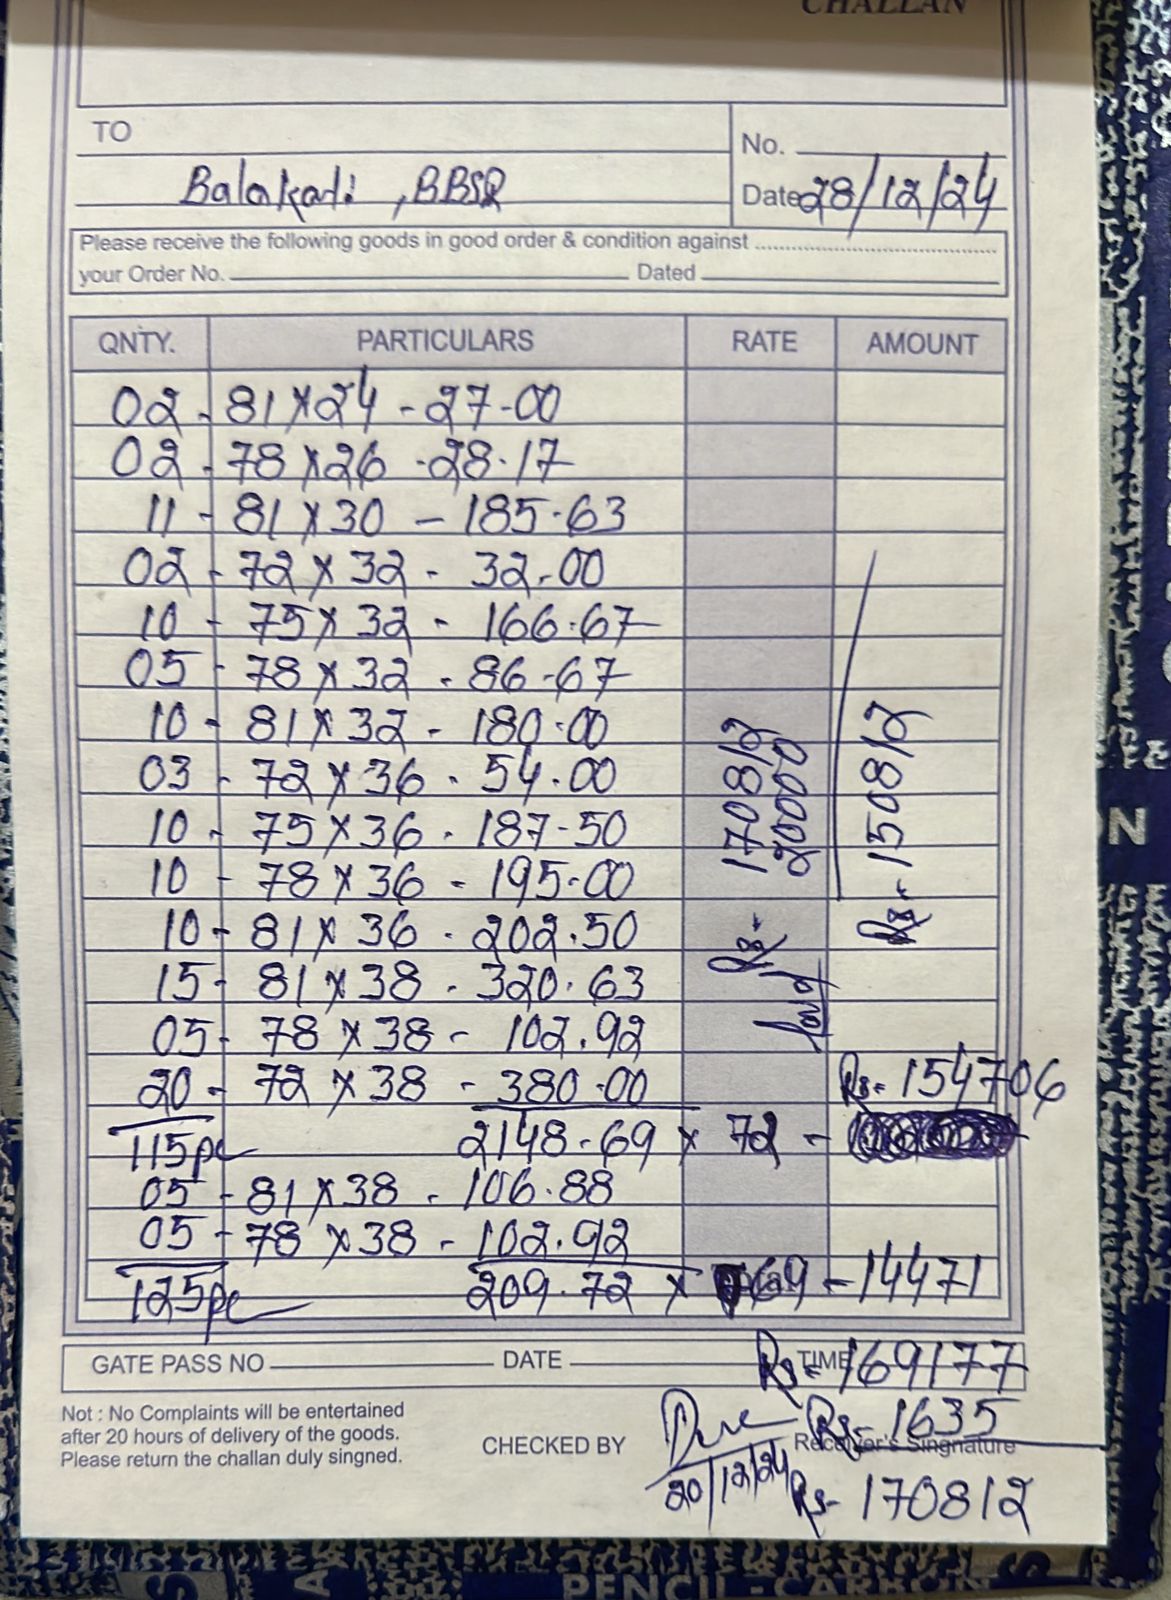 CHALLAN
TO
No.
Balakati, BBSR
Date 28/12/24
Please receive the following goods in good order & condition against
your Order No. Dated
QNTY. PARTICULARS RATE AMOUNT
02 - 81 x 24 - 27-00
02 - 78 x 26 - 28.17
11 - 81 x 30 - 185.63
02 - 72 x 32 - 32.00
10 - 75 x 32 - 166.67
05 - 78 x 32 - 86-67
10 - 81 x 32 - 180.00
03 - 72 x 36 - 54.00
10 - 75 x 36 - 187-50
10 - 78 x 36 - 195.00
10 - 81 x 36 - 202.50
15 - 81 x 38 - 320.63
05 - 78 x 38 - 102.92
20 - 72 x 38 - 380.00
Rs- 170812
20000
Rs- 150812
Rs- 154706
115pc 2148-69 x 72 -
05 - 81 x 38 - 106.88
05 - 78 x 38 - 102.92
125pc 209.72 x 69 - 14471
GATE PASS NO DATE TIME
Rs- 169177
Not : No Complaints will be entertained
after 20 hours of delivery of the goods.
Please return the challan duly singned.
CHECKED BY
Due Rs- 1635
Receiver's Singnature
20/12/24
Rs- 170812
PENCIL-CARBON